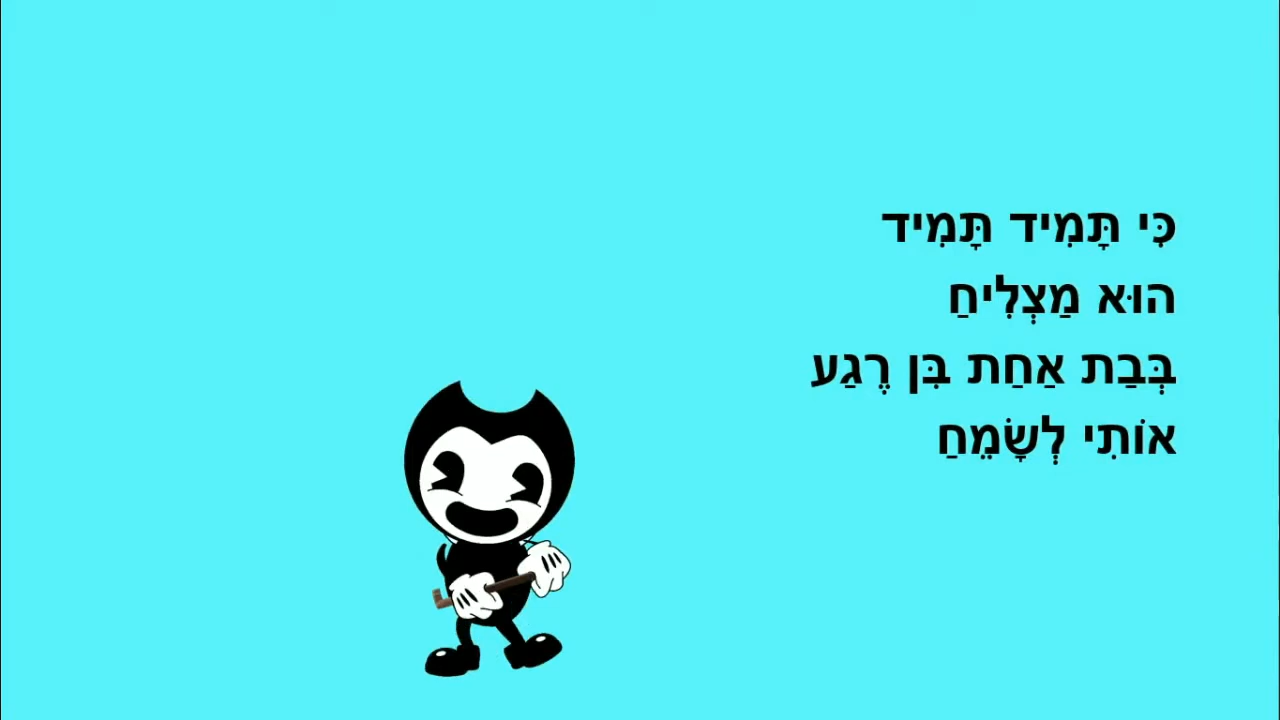 כִּי תָּמִיד תָּמִיד
הוּא מַצְלִיחַ
בְּבַת אַחַת בִּן רֶגַע
אוֹתִי לְשָׂמֵחַ